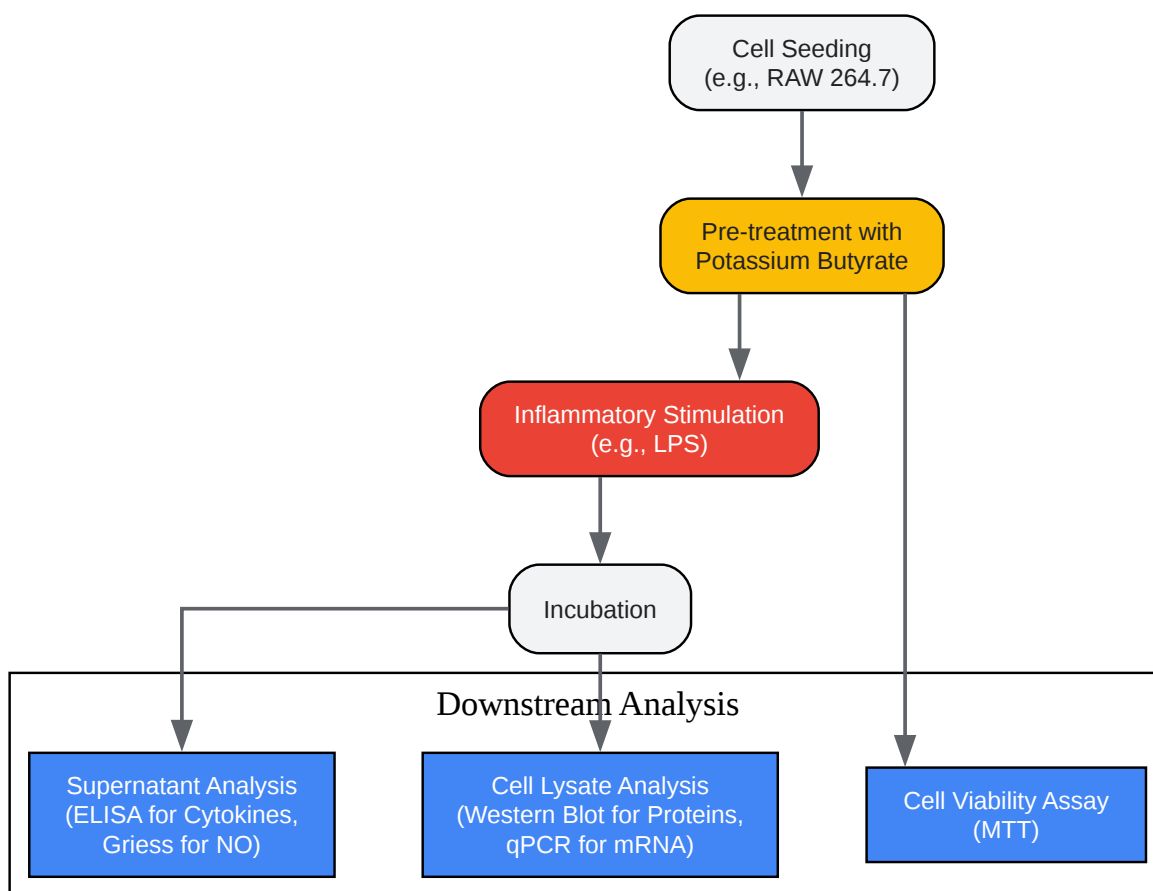 Cell Seeding
(e.g., RAW 264.7)
Pre-treatment with
Potassium Butyrate
Inflammatory Stimulation
(e.g., LPS)
Incubation
Downstream Analysis
Supernatant Analysis
(ELISA for Cytokines,
Griess for NO)
Cell Lysate Analysis
(Western Blot for Proteins,
qPCR for mRNA)
Cell Viability Assay
(MTT)